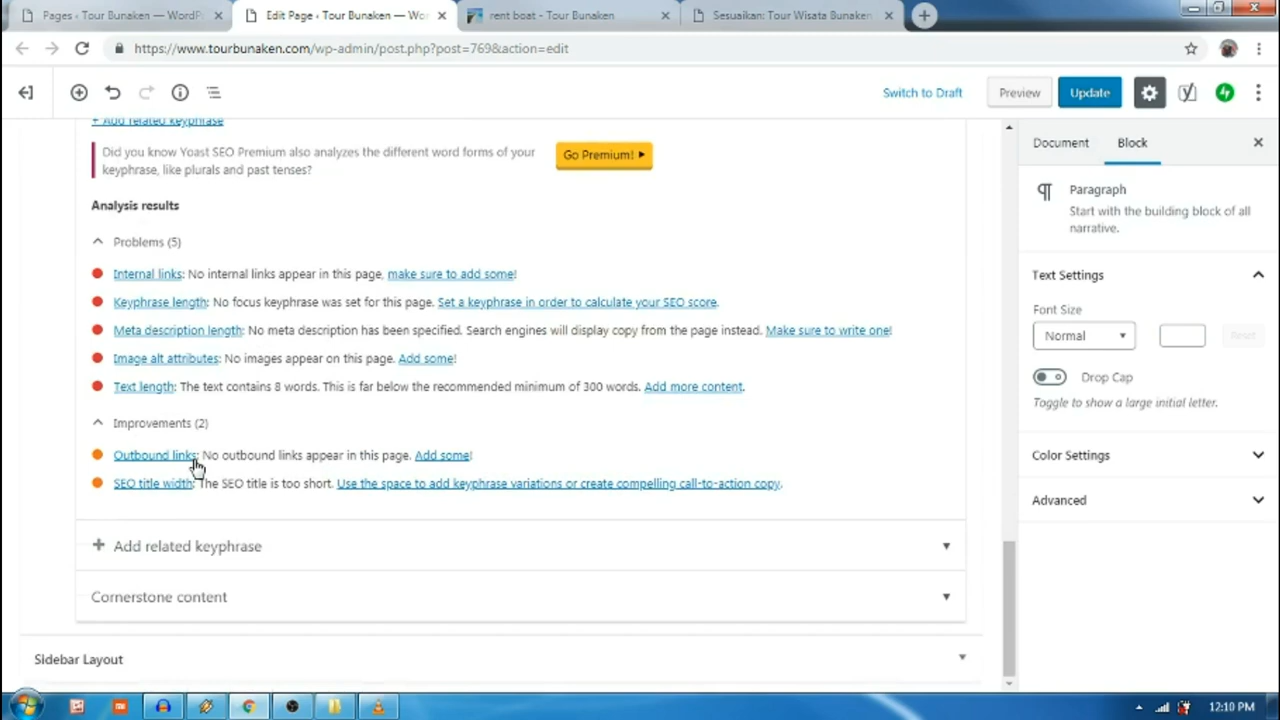 Pages ‹ Tour Bunaken — WordP
Edit Page ‹ Tour Bunaken — Wor
rent boat - Tour Bunaken
Sesuaikan: Tour Wisata Bunaken
https://www.tourbunaken.com/wp-admin/post.php?post=769&action=edit
Switch to Draft
Preview
Update
+ Add related keyphrase
Did you know Yoast SEO Premium also analyzes the different word forms of your
keyphrase, like plurals and past tenses?
Go Premium!
Analysis results
Problems (5)
Internal links: No internal links appear in this page, make sure to add some!
Keyphrase length: No focus keyphrase was set for this page. Set a keyphrase in order to calculate your SEO score.
Meta description length: No meta description has been specified. Search engines will display copy from the page instead. Make sure to write one!
Image alt attributes: No images appear on this page. Add some!
Text length: The text contains 8 words. This is far below the recommended minimum of 300 words. Add more content.
Improvements (2)
Outbound links: No outbound links appear in this page. Add some!
SEO title width: The SEO title is too short. Use the space to add keyphrase variations or create compelling call-to-action copy.
Add related keyphrase
Cornerstone content
Sidebar Layout
Document
Block
Paragraph
Start with the building block of all
narrative.
Text Settings
Font Size
Normal
Reset
Drop Cap
Toggle to show a large initial letter.
Color Settings
Advanced
12:10 PM